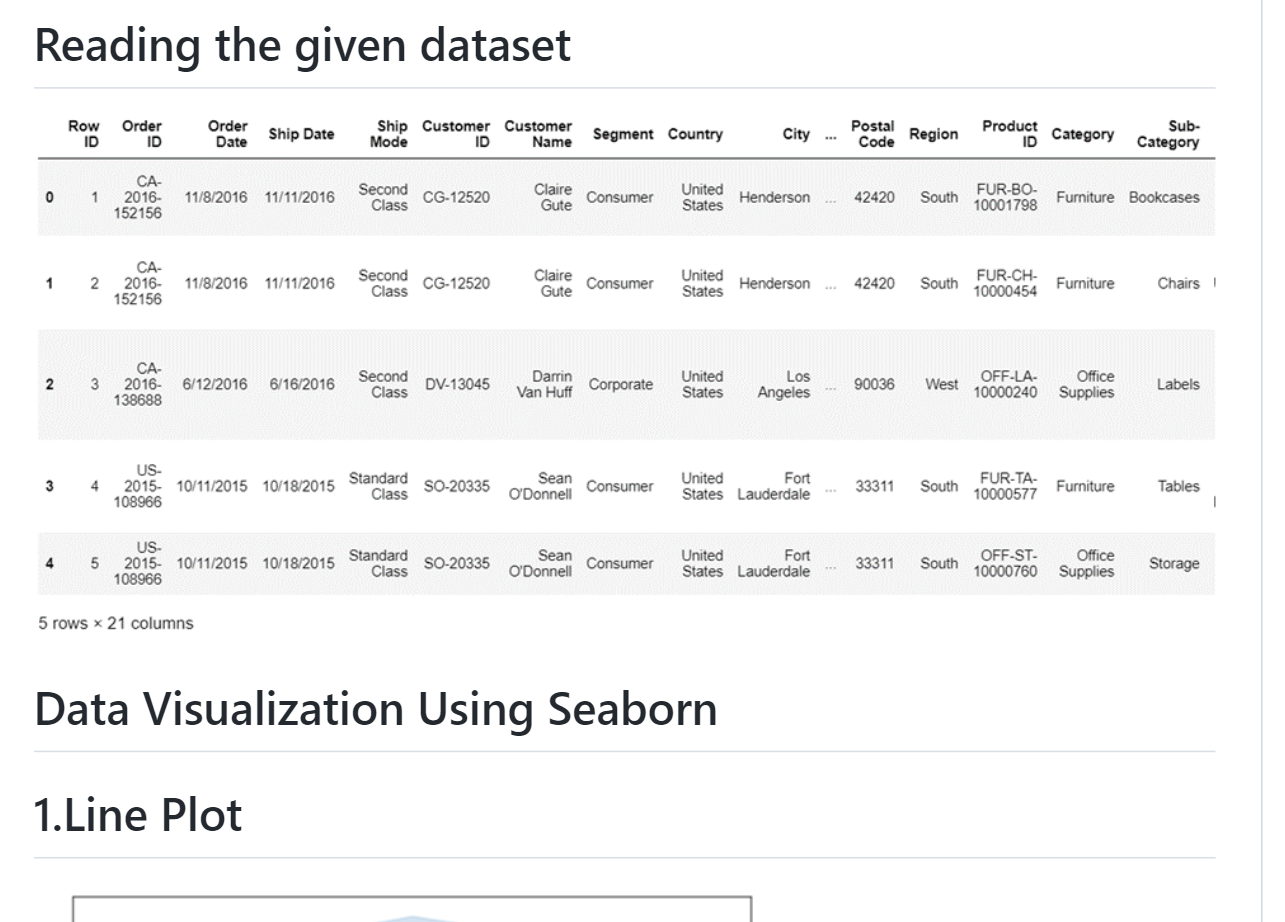 Reading the given dataset
Row ID Order ID Order Date Ship Date Ship Mode Customer ID Customer Name Segment Country City ... Postal Code Region Product ID Category Sub-Category
0 1 CA-2016-152156 11/8/2016 11/11/2016 Second Class CG-12520 Claire Gute Consumer United States Henderson ... 42420 South FUR-BO-10001798 Furniture Bookcases
1 2 CA-2016-152156 11/8/2016 11/11/2016 Second Class CG-12520 Claire Gute Consumer United States Henderson ... 42420 South FUR-CH-10000454 Furniture Chairs
2 3 CA-2016-138688 6/12/2016 6/16/2016 Second Class DV-13045 Darrin Van Huff Corporate United States Los Angeles ... 90036 West OFF-LA-10000240 Office Supplies Labels
3 4 US-2015-108966 10/11/2015 10/18/2015 Standard Class SO-20335 Sean O'Donnell Consumer United States Fort Lauderdale ... 33311 South FUR-TA-10000577 Furniture Tables
4 5 US-2015-108966 10/11/2015 10/18/2015 Standard Class SO-20335 Sean O'Donnell Consumer United States Fort Lauderdale ... 33311 South OFF-ST-10000760 Office Supplies Storage
5 rows × 21 columns
Data Visualization Using Seaborn
1.Line Plot